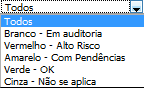 Todos
Todos
Branco - Em auditoria
Vermelho - Alto Risco
Amarelo - Com Pendências
Verde - OK
Cinza - Não se aplica